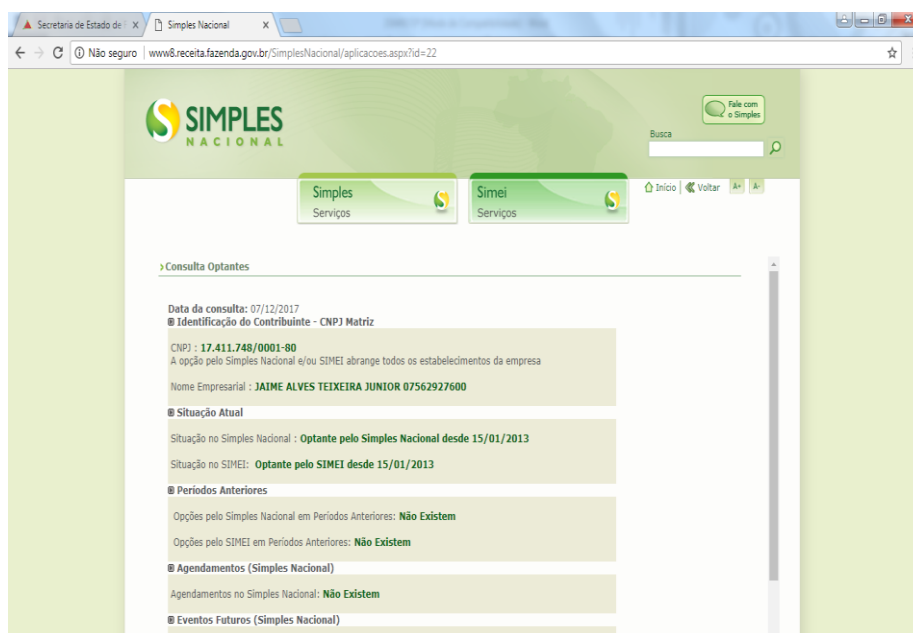 Secretaria de Estado de
Simples Nacional
Não seguro | www8.receita.fazenda.gov.br/SimplesNacional/aplicacoes.aspx?id=22
SIMPLES
NACIONAL
Fale com
o Simples
Busca
Simples
Serviços
Simei
Serviços
Início | Voltar A+ A-
Consulta Optantes
Data da consulta: 07/12/2017
Identificação do Contribuinte - CNPJ Matriz
CNPJ : 17.411.748/0001-80
A opção pelo Simples Nacional e/ou SIMEI abrange todos os estabelecimentos da empresa
Nome Empresarial : JAIME ALVES TEIXEIRA JUNIOR 07562927600
Situação Atual
Situação no Simples Nacional : Optante pelo Simples Nacional desde 15/01/2013
Situação no SIMEI: Optante pelo SIMEI desde 15/01/2013
Períodos Anteriores
Opções pelo Simples Nacional em Períodos Anteriores: Não Existem
Opções pelo SIMEI em Períodos Anteriores: Não Existem
Agendamentos (Simples Nacional)
Agendamentos no Simples Nacional: Não Existem
Eventos Futuros (Simples Nacional)